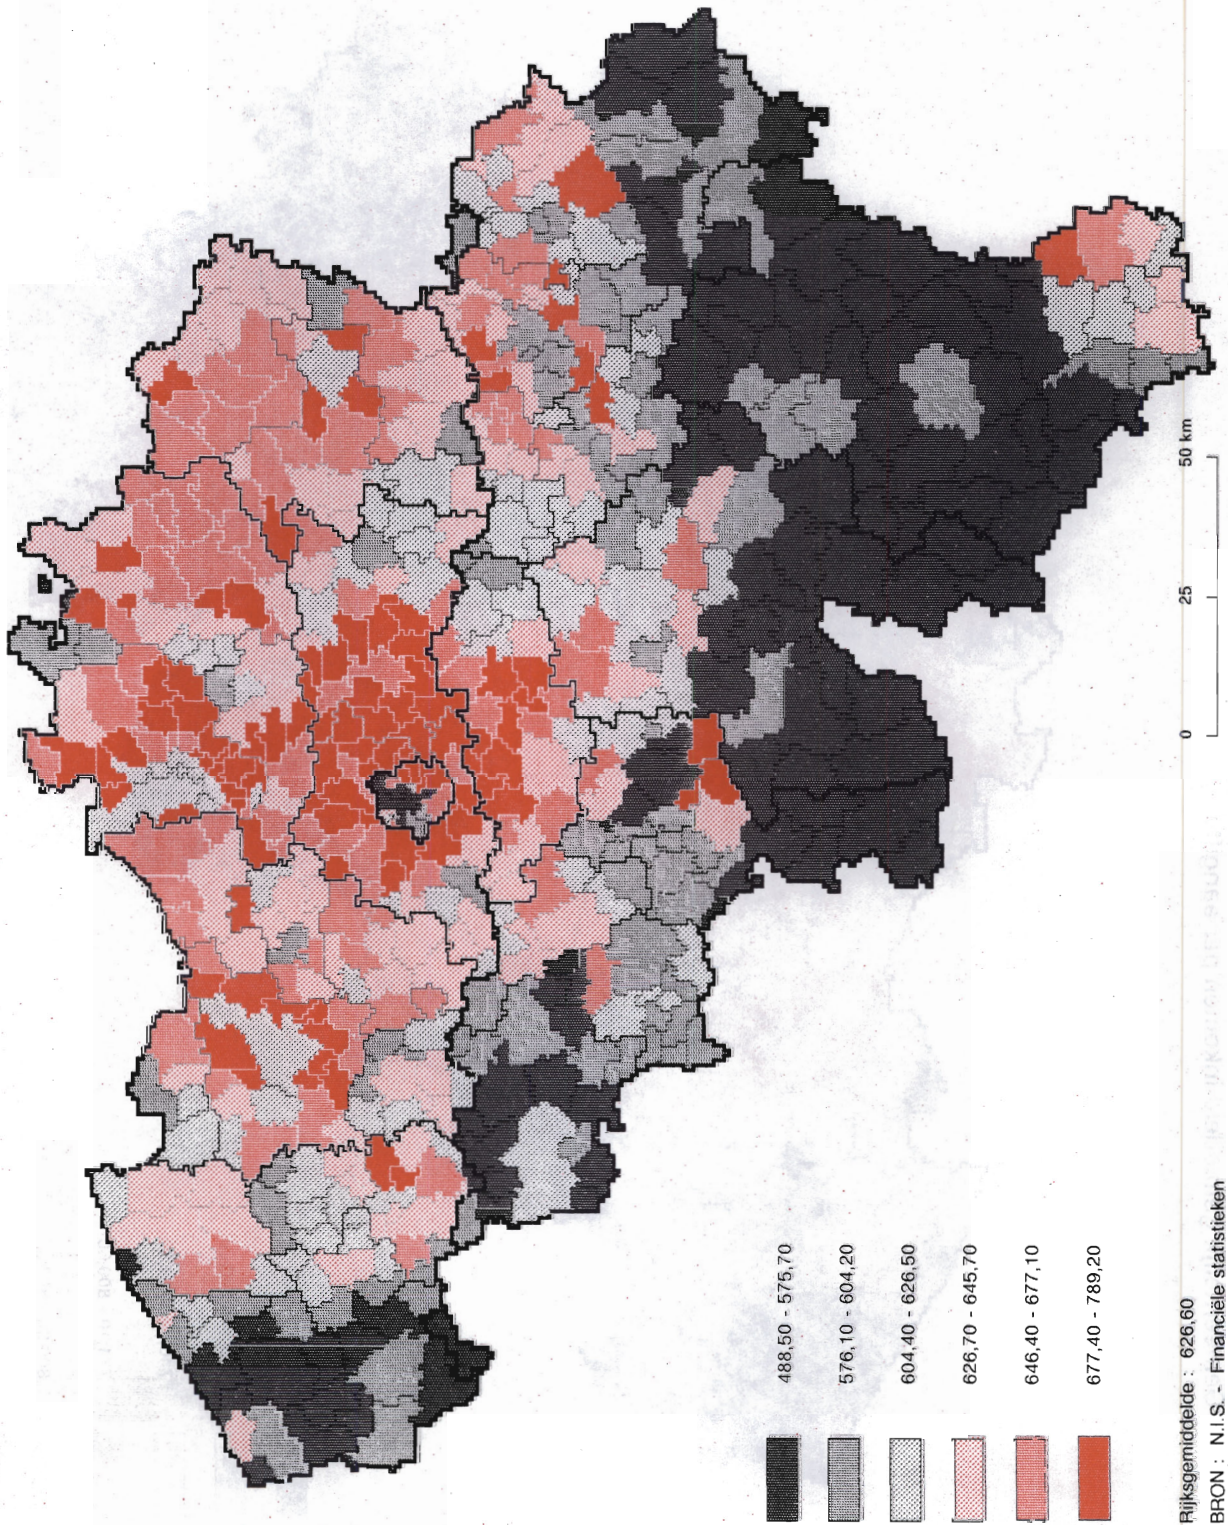 488,50 - 575,70
576,10 - 604,20
604,40 - 626,50
626,70 - 645,70
646,40 - 677,10
677,40 - 789,20
0 25 50 km
Rijksgemiddelde : 626,60
BRON : N.I.S. - Financiële statistieken